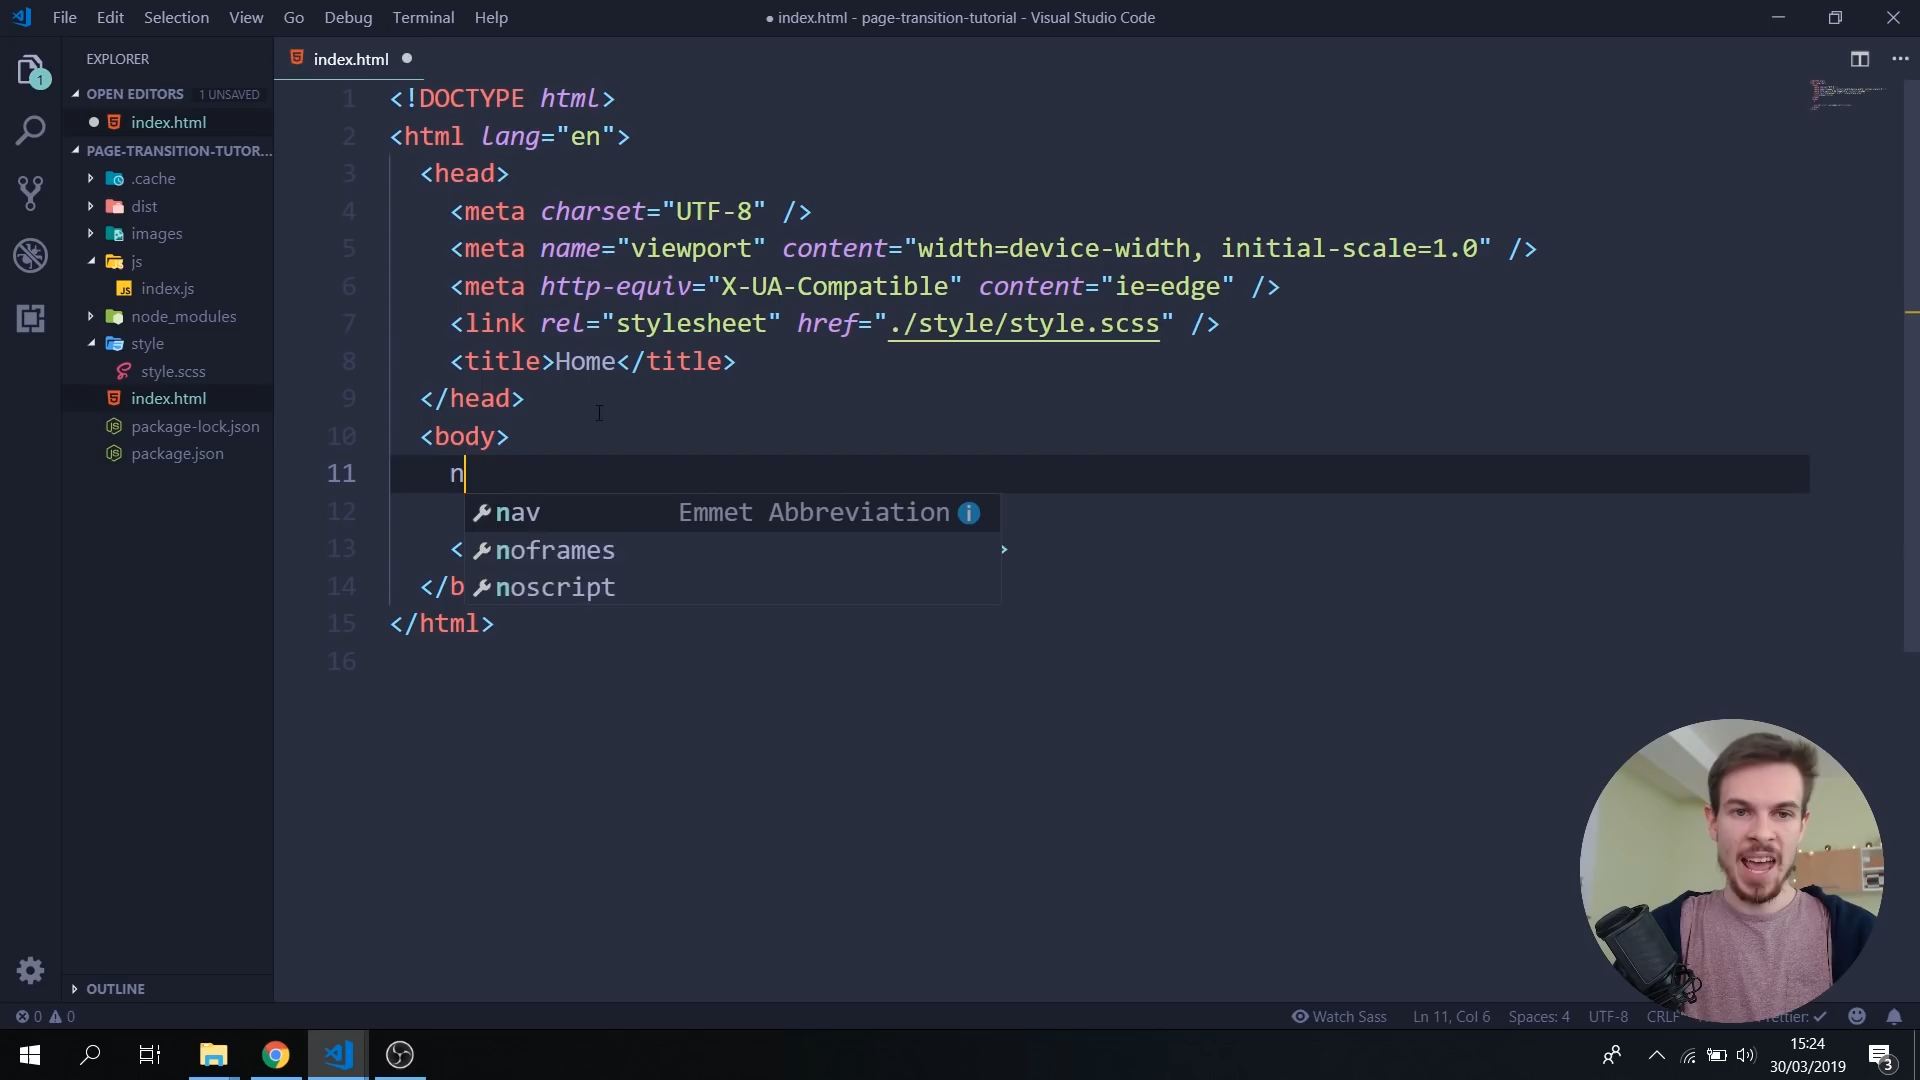 File Edit Selection View Go Debug Terminal Help
● index.html - page-transition-tutorial - Visual Studio Code
EXPLORER
OPEN EDITORS 1 UNSAVED
index.html
PAGE-TRANSITION-TUTOR...
.cache
dist
images
js
index.js
node_modules
style
style.scss
index.html
package-lock.json
package.json
OUTLINE
index.html
1 <!DOCTYPE html>
2 <html lang="en">
3 <head>
4 <meta charset="UTF-8" />
5 <meta name="viewport" content="width=device-width, initial-scale=1.0" />
6 <meta http-equiv="X-UA-Compatible" content="ie=edge" />
7 <link rel="stylesheet" href="./style/style.scss" />
8 <title>Home</title>
9 </head>
10 <body>
11 n
nav Emmet Abbreviation
noframes
noscript
12
13 < >
14 </b
15 </html>
16
0 0
Watch Sass Ln 11, Col 6 Spaces: 4 UTF-8 CRLF
15:24
30/03/2019
3
1